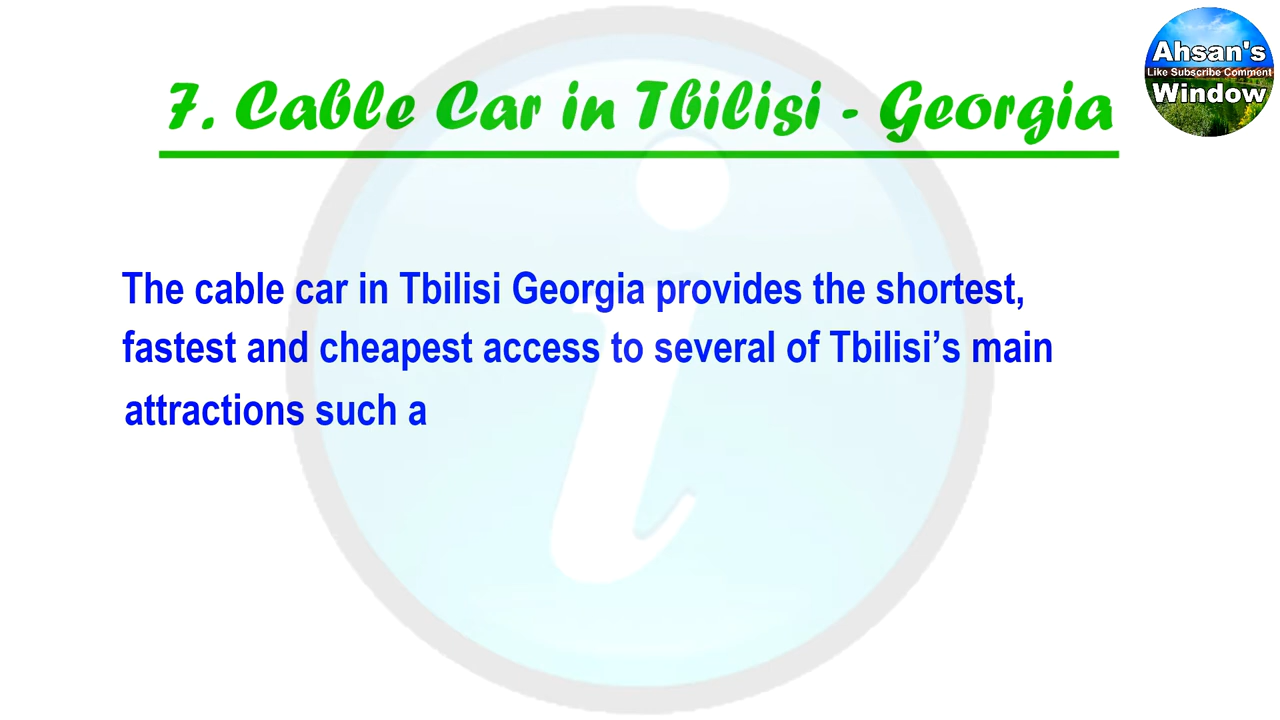 7. Cable Car in Tbilisi - Georgia
Ahsan's
Like Subscribe Comment
Window
The cable car in Tbilisi Georgia provides the shortest,
fastest and cheapest access to several of Tbilisi’s main
attractions such a